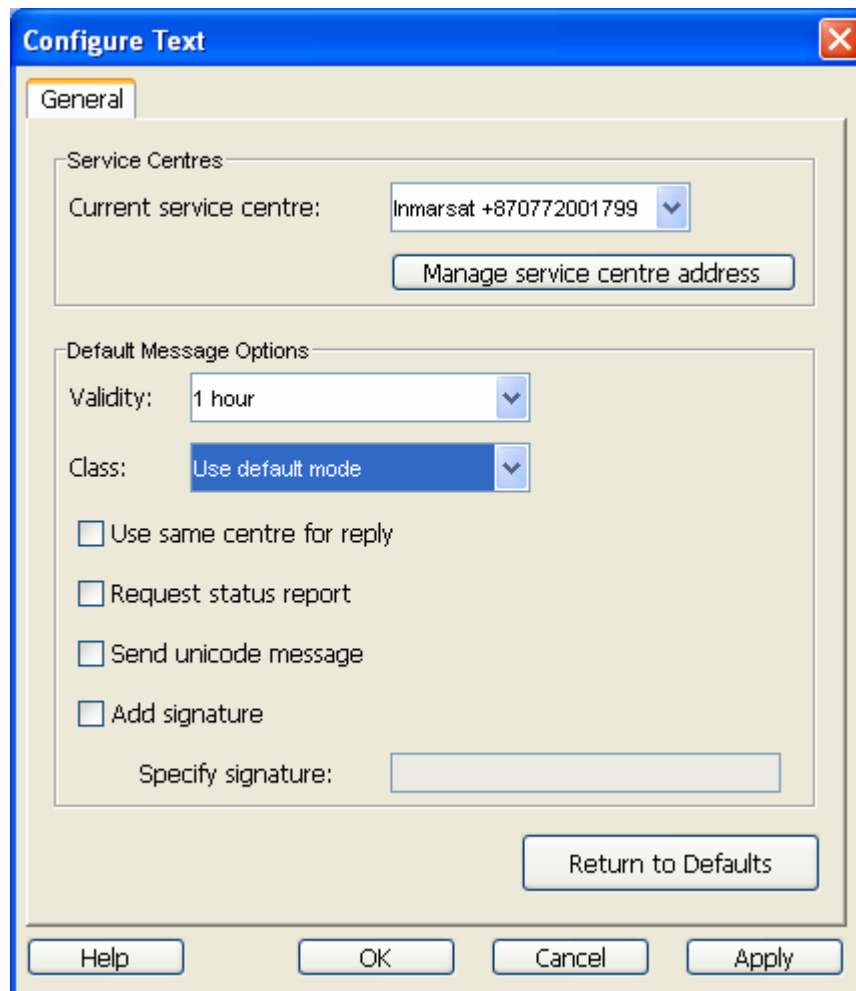 Configure Text
General
Service Centres
Current service centre: Inmarsat +870772001799
Manage service centre address
Default Message Options
Validity: 1 hour
Class: Use default mode
Use same centre for reply
Request status report
Send unicode message
Add signature
Specify signature:
Return to Defaults
Help OK Cancel Apply